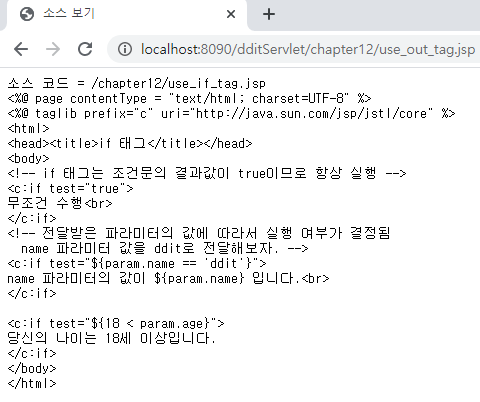 소스 보기
localhost:8090/dditServlet/chapter12/use_out_tag.jsp
소스 코드 = /chapter12/use_if_tag.jsp
<%@ page contentType = "text/html; charset=UTF-8" %>
<%@ taglib prefix="c" uri="http://java.sun.com/jsp/jstl/core" %>
<html>
<head><title>if 태그</title></head>
<body>
<!-- if 태그는 조건문의 결과값이 true이므로 항상 실행 -->
<c:if test="true">
무조건 수행<br>
</c:if>
<!-- 전달받은 파라미터의 값에 따라서 실행 여부가 결정됨
name 파라미터 값을 ddit로 전달해보자. -->
<c:if test="${param.name == 'ddit'}">
name 파라미터의 값이 ${param.name} 입니다.<br>
</c:if>
<c:if test="${18 < param.age}">
당신의 나이는 18세 이상입니다.
</c:if>
</body>
</html>